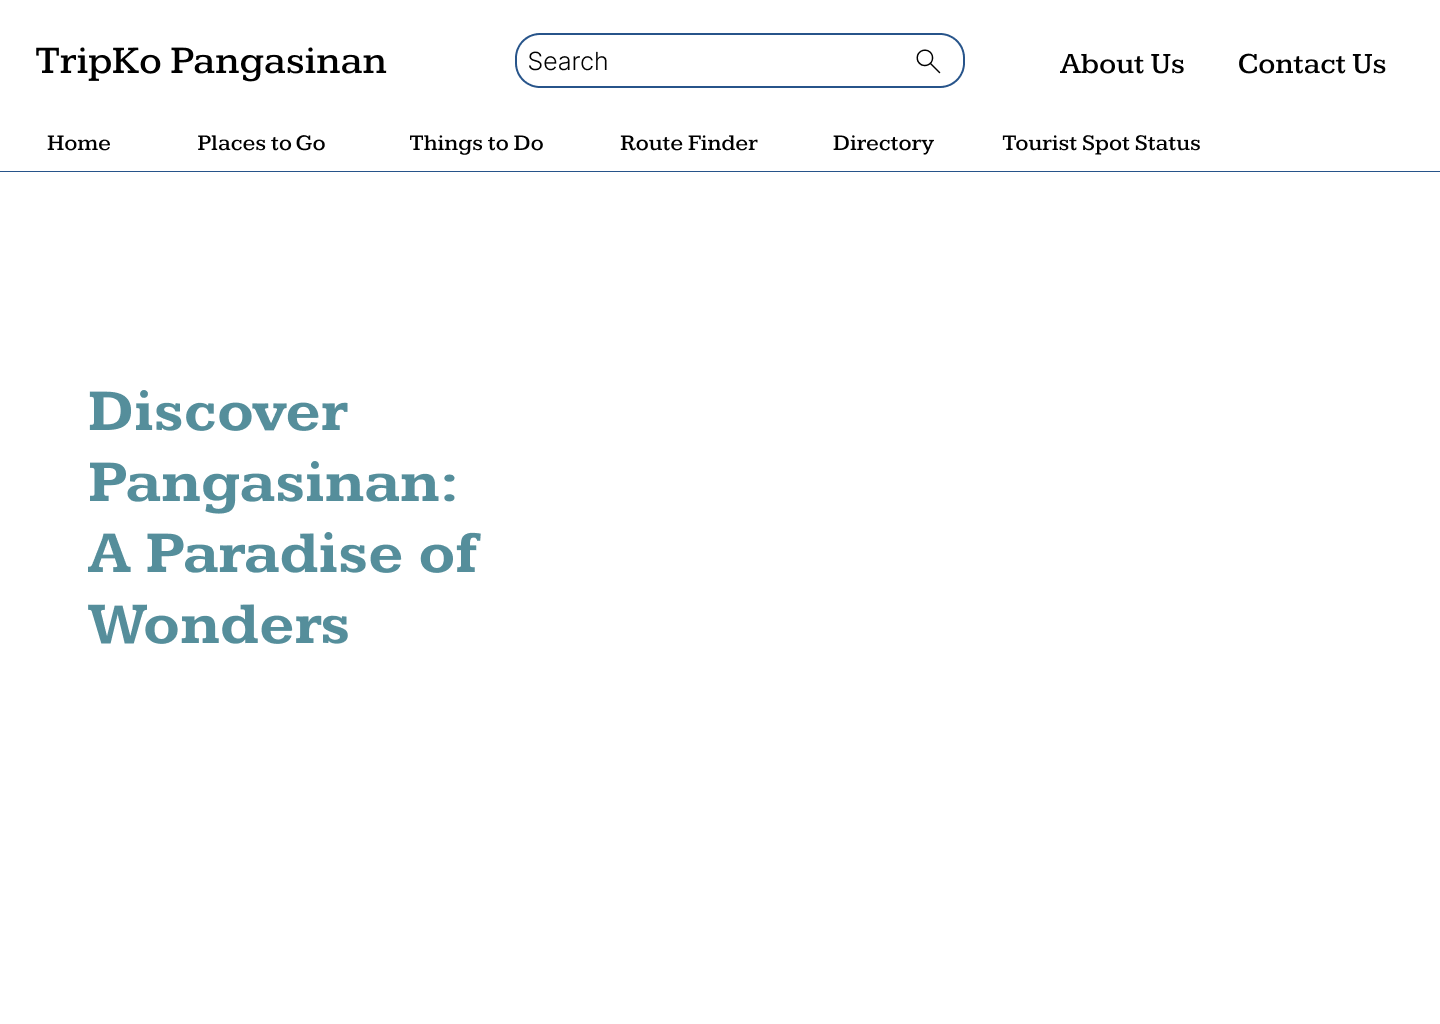 TripKo Pangasinan
Search
About Us
Contact Us
Home
Places to Go
Things to Do
Route Finder
Directory
Tourist Spot Status
Discover
Pangasinan:
A Paradise of
Wonders